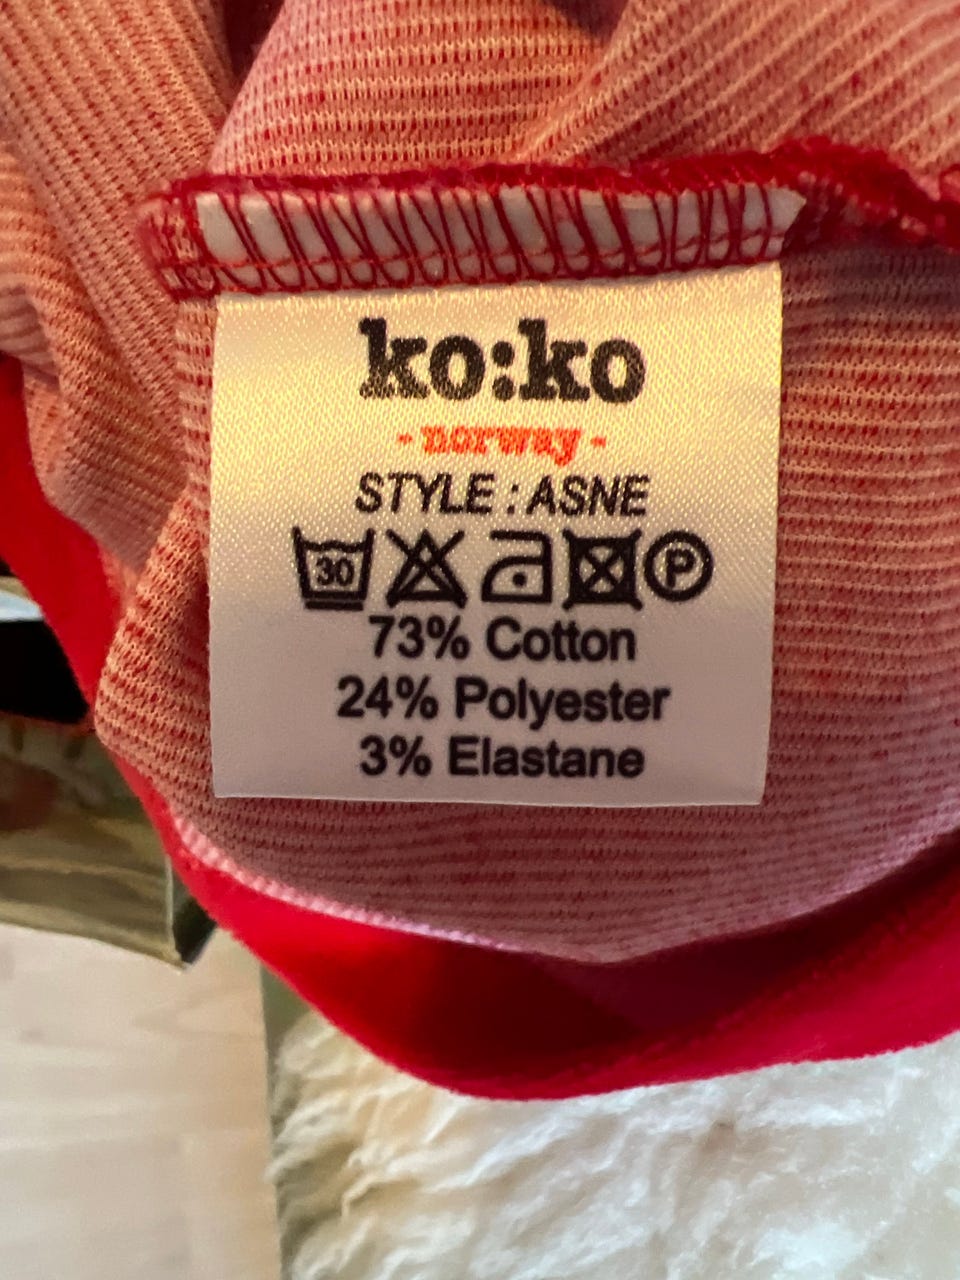 ko:ko
- norway -
STYLE : ASNE
30 P
73% Cotton
24% Polyester
3% Elastane